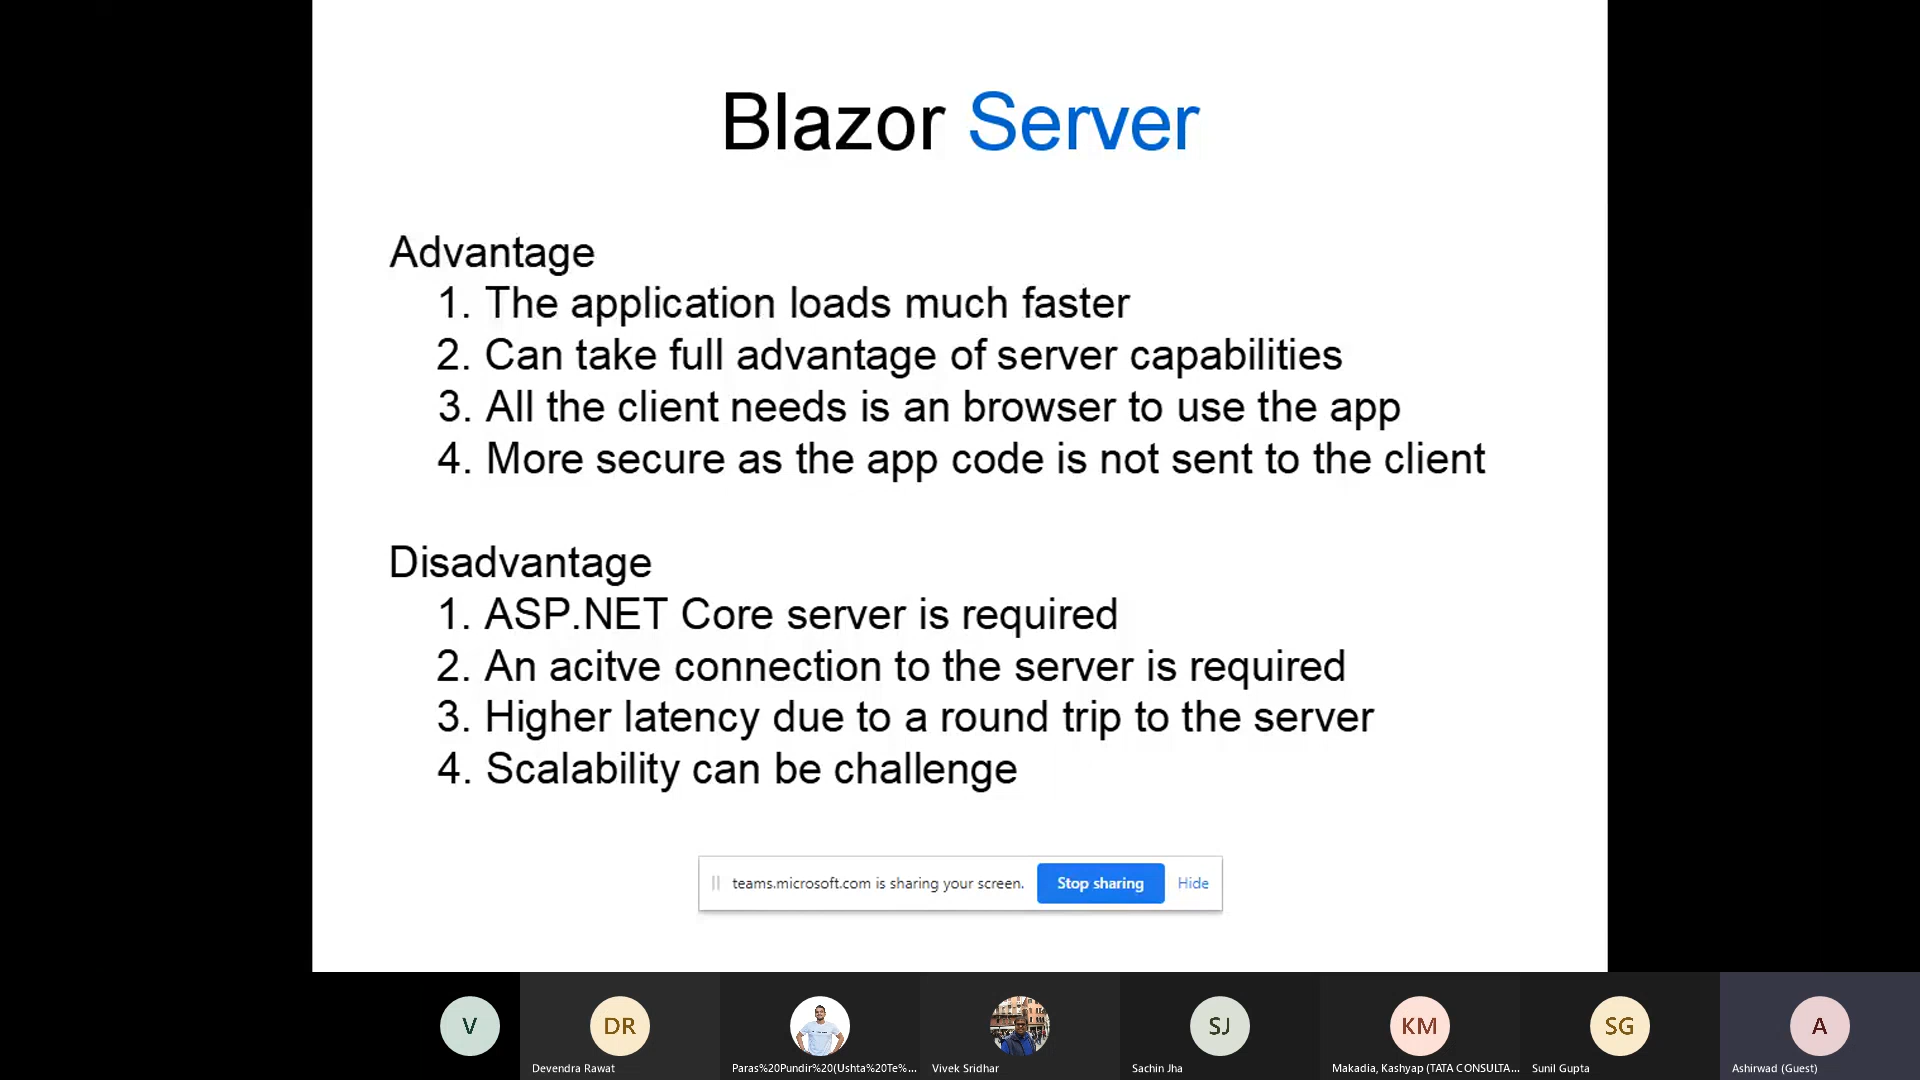 Blazor Server
Advantage
1. The application loads much faster
2. Can take full advantage of server capabilities
3. All the client needs is an browser to use the app
4. More secure as the app code is not sent to the client
Disadvantage
1. ASP.NET Core server is required
2. An acitve connection to the server is required
3. Higher latency due to a round trip to the server
4. Scalability can be challenge
teams.microsoft.com is sharing your screen. Stop sharing Hide
V DR SJ KM SG A
Devendra Rawat Paras%20Pundir%20(Ushta%20Te%... Vivek Sridhar Sachin Jha Makadia, Kashyap (TATA CONSULTA... Sunil Gupta Ashirwad (Guest)